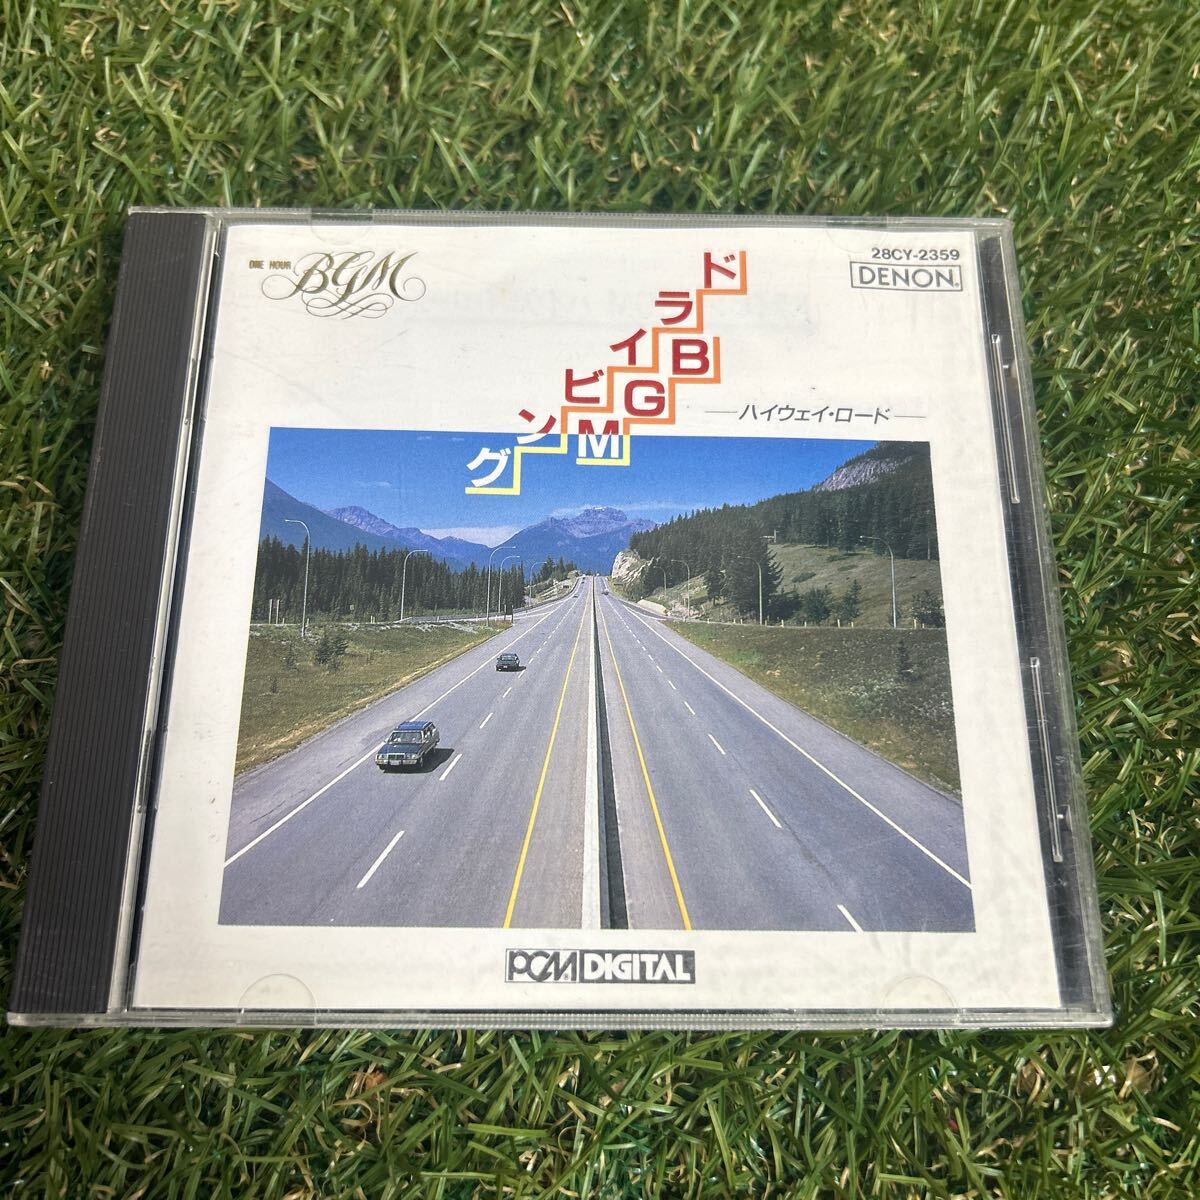 ONE HOUR
BGM
28CY-2359
DENON
ドライビング
BGM
ハイウェイ・ロード
PCM DIGITAL